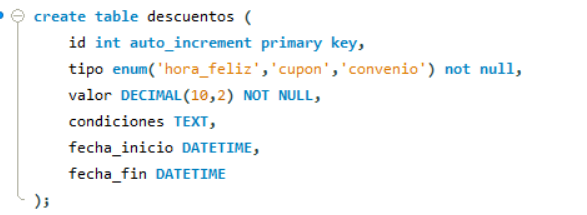 create table descuentos (
id int auto_increment primary key,
tipo enum('hora_feliz','cupon','convenio') not null,
valor DECIMAL(10,2) NOT NULL,
condiciones TEXT,
fecha_inicio DATETIME,
fecha_fin DATETIME
);